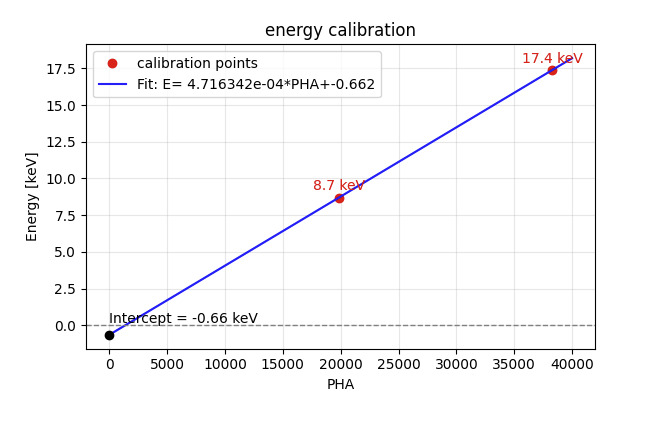 energy calibration
calibration points
Fit: E= 4.716342e-04*PHA+-0.662
17.4 keV
8.7 keV
Intercept = -0.66 keV
Energy [keV]
17.5
15.0
12.5
10.0
7.5
5.0
2.5
0.0
0
5000
10000
15000
20000
25000
30000
35000
40000
PHA